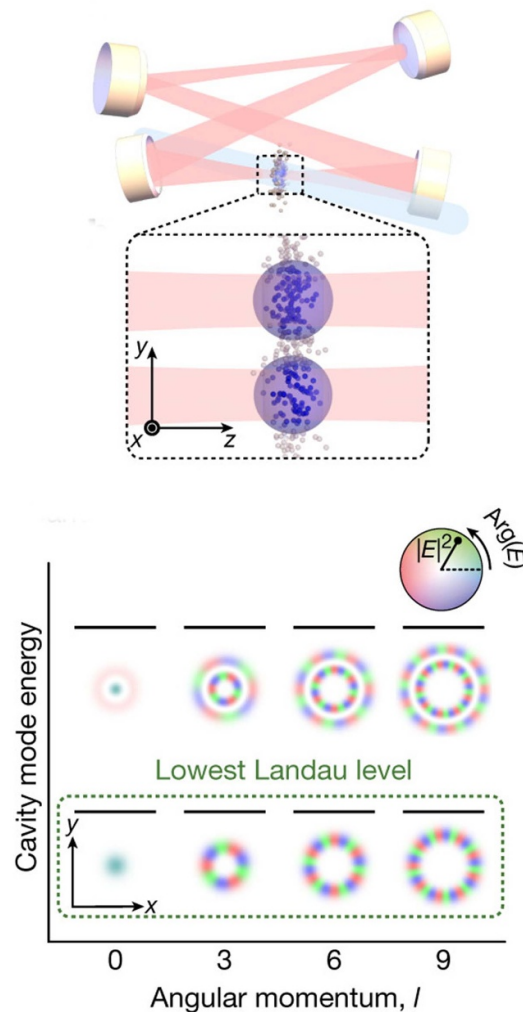 y
x
z
Arg(E)
|E|²
Cavity mode energy
Lowest Landau level
y
x
0 3 6 9
Angular momentum, l